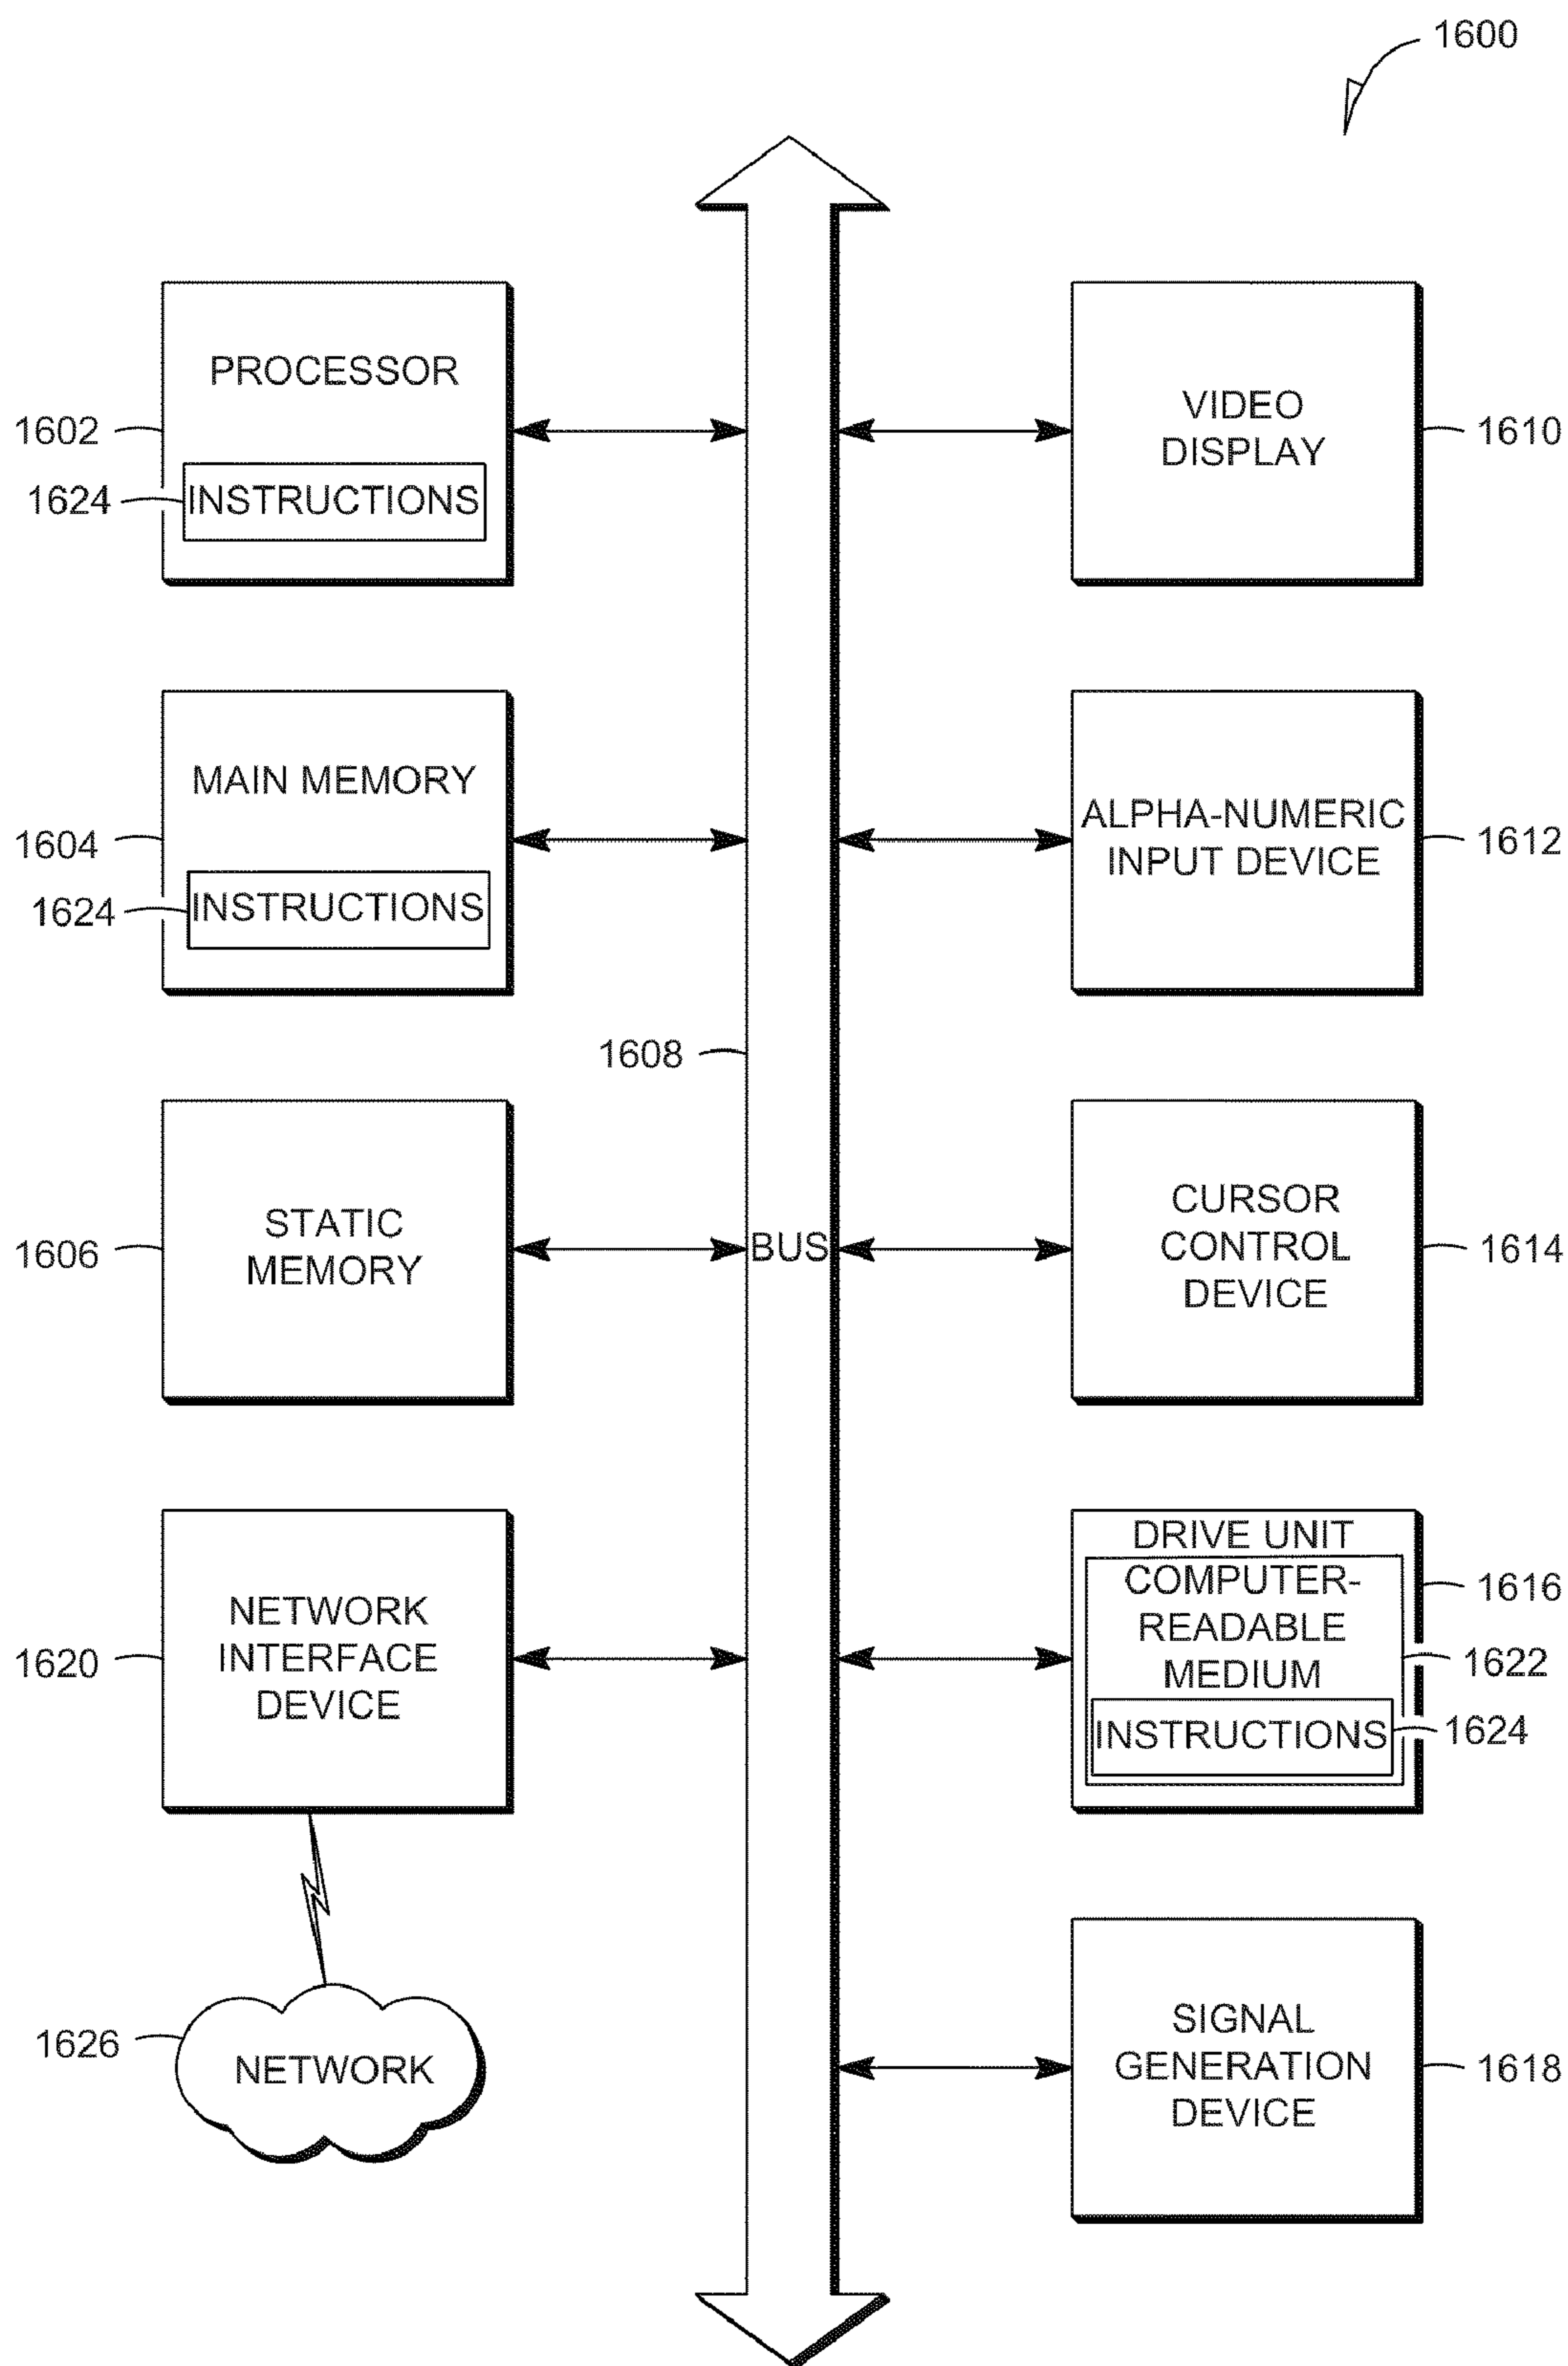 1600
PROCESSOR
1602
1624
INSTRUCTIONS
VIDEO
DISPLAY
1610
MAIN MEMORY
1604
1624
INSTRUCTIONS
ALPHA-NUMERIC
INPUT DEVICE
1612
1608
STATIC
MEMORY
1606
BUS
CURSOR
CONTROL
DEVICE
1614
NETWORK
INTERFACE
DEVICE
1620
DRIVE UNIT
COMPUTER-
READABLE
MEDIUM
INSTRUCTIONS
1616
1622
1624
1626
NETWORK
SIGNAL
GENERATION
DEVICE
1618